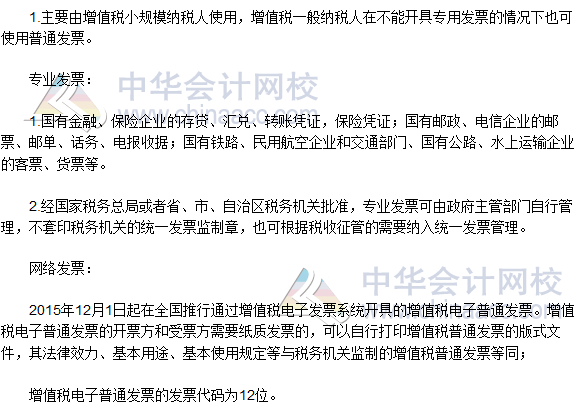 1.主要由增值税小规模纳税人使用，增值税一般纳税人在不能开具专用发票的情况下也可
使用普通发票。
专业发票：
中华会计网校
1.国有金融、保险企业的存贷、汇兑、转账凭证，保险凭证；国有邮政、电信企业的邮
票、邮单、话务、电报收据；国有铁路、民用航空企业和交通部门、国有公路、水上运输企业
的客票、货票等。
2.经国家税务总局或者省、市、自治区税务机关批准，专业发票可由政府主管部门自行管
理，不套印税务机关的统一发票监制章，也可根据税收征管的需要纳入统一发票管理。
网络发票：
中华会计网校
2015年12月1日起在全国推行通过增值税电子发票系统开具的增值税电子普通发票。增值
税电子普通发票的开票方和受票方需要纸质发票的，可以自行打印增值税普通发票的版式文
件，其法律效力、基本用途、基本使用规定等与税务机关监制的增值税普通发票等同；
增值税电子普通发票的发票代码为12位。